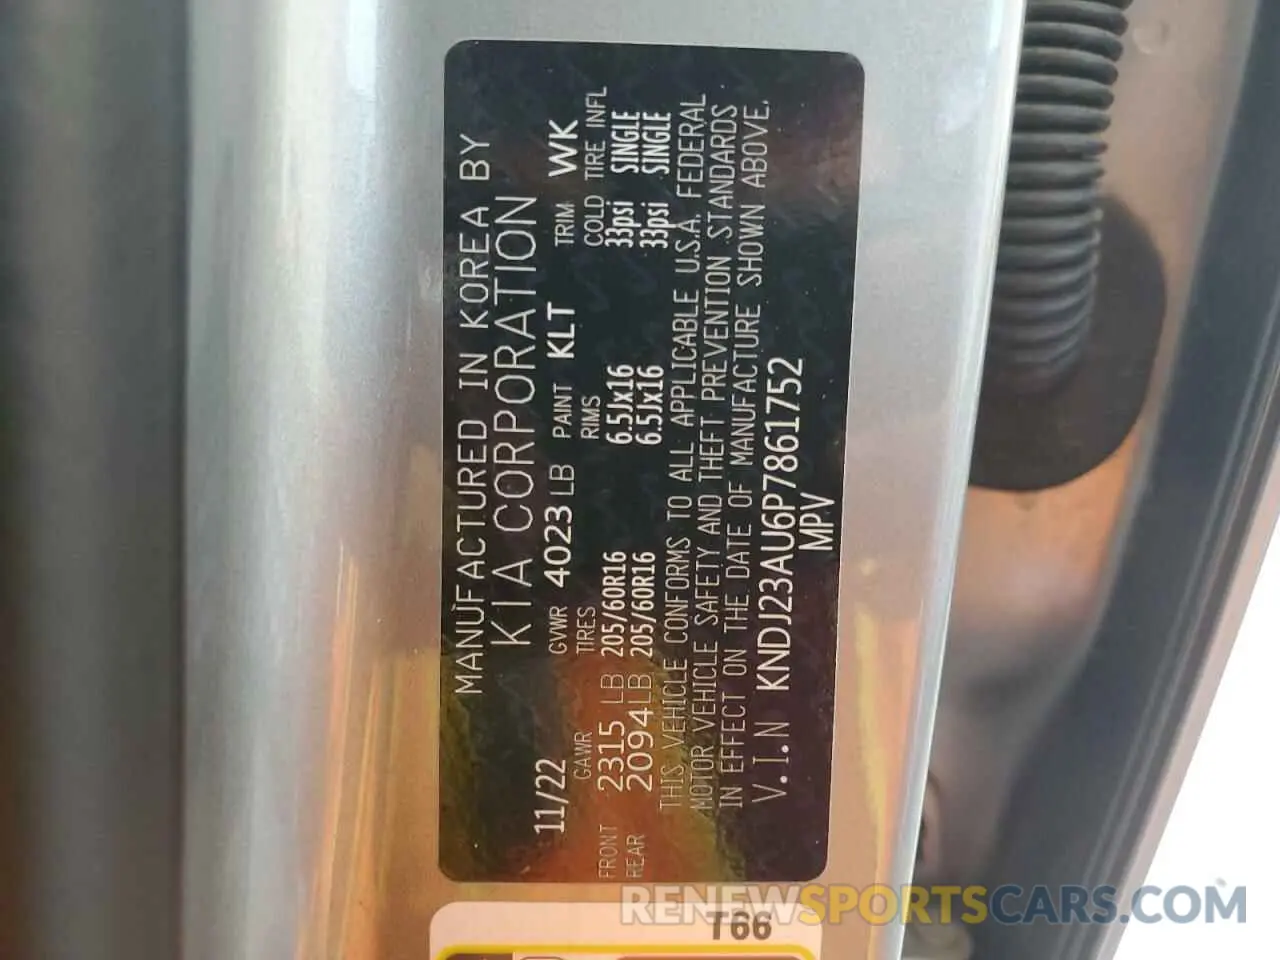 MANUFACTURED IN KOREA BY
KIA CORPORATION
11/22 GVWR 4023 LB PAINT KLT TRIM WK
GAWR TIRES RIMS COLD TIRE INFL
FRONT 2315 LB 205/60R16 6.5Jx16 33psi SINGLE
REAR 2094LB 205/60R16 6.5Jx16 33psi SINGLE
THIS VEHICLE CONFORMS TO ALL APPLICABLE U.S.A. FEDERAL
MOTOR VEHICLE SAFETY AND THEFT PREVENTION STANDARDS
IN EFFECT ON THE DATE OF MANUFACTURE SHOWN ABOVE.
V.I.N KNDJ23AU6P7861752
MPV
T66
RENEWSPORTSCARS.COM